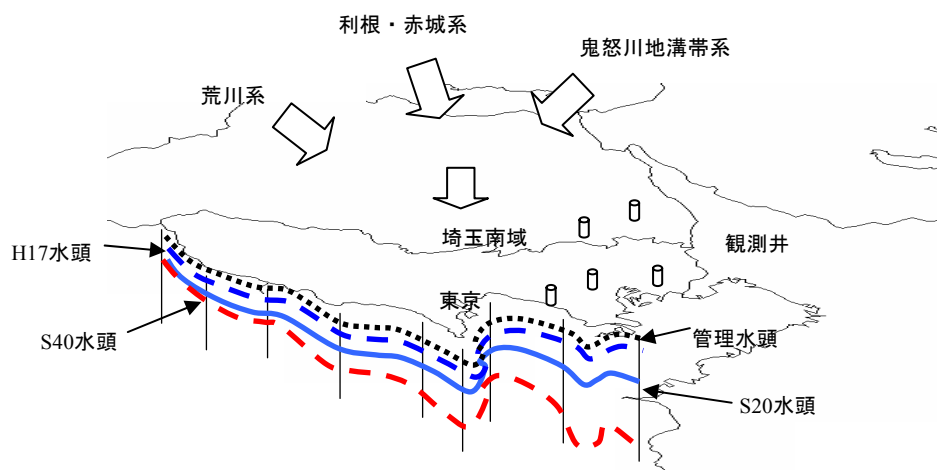 利根・赤城系
鬼怒川地溝帯系
荒川系
埼玉南域
観測井
H17水頭
東京
S40水頭
管理水頭
S20水頭